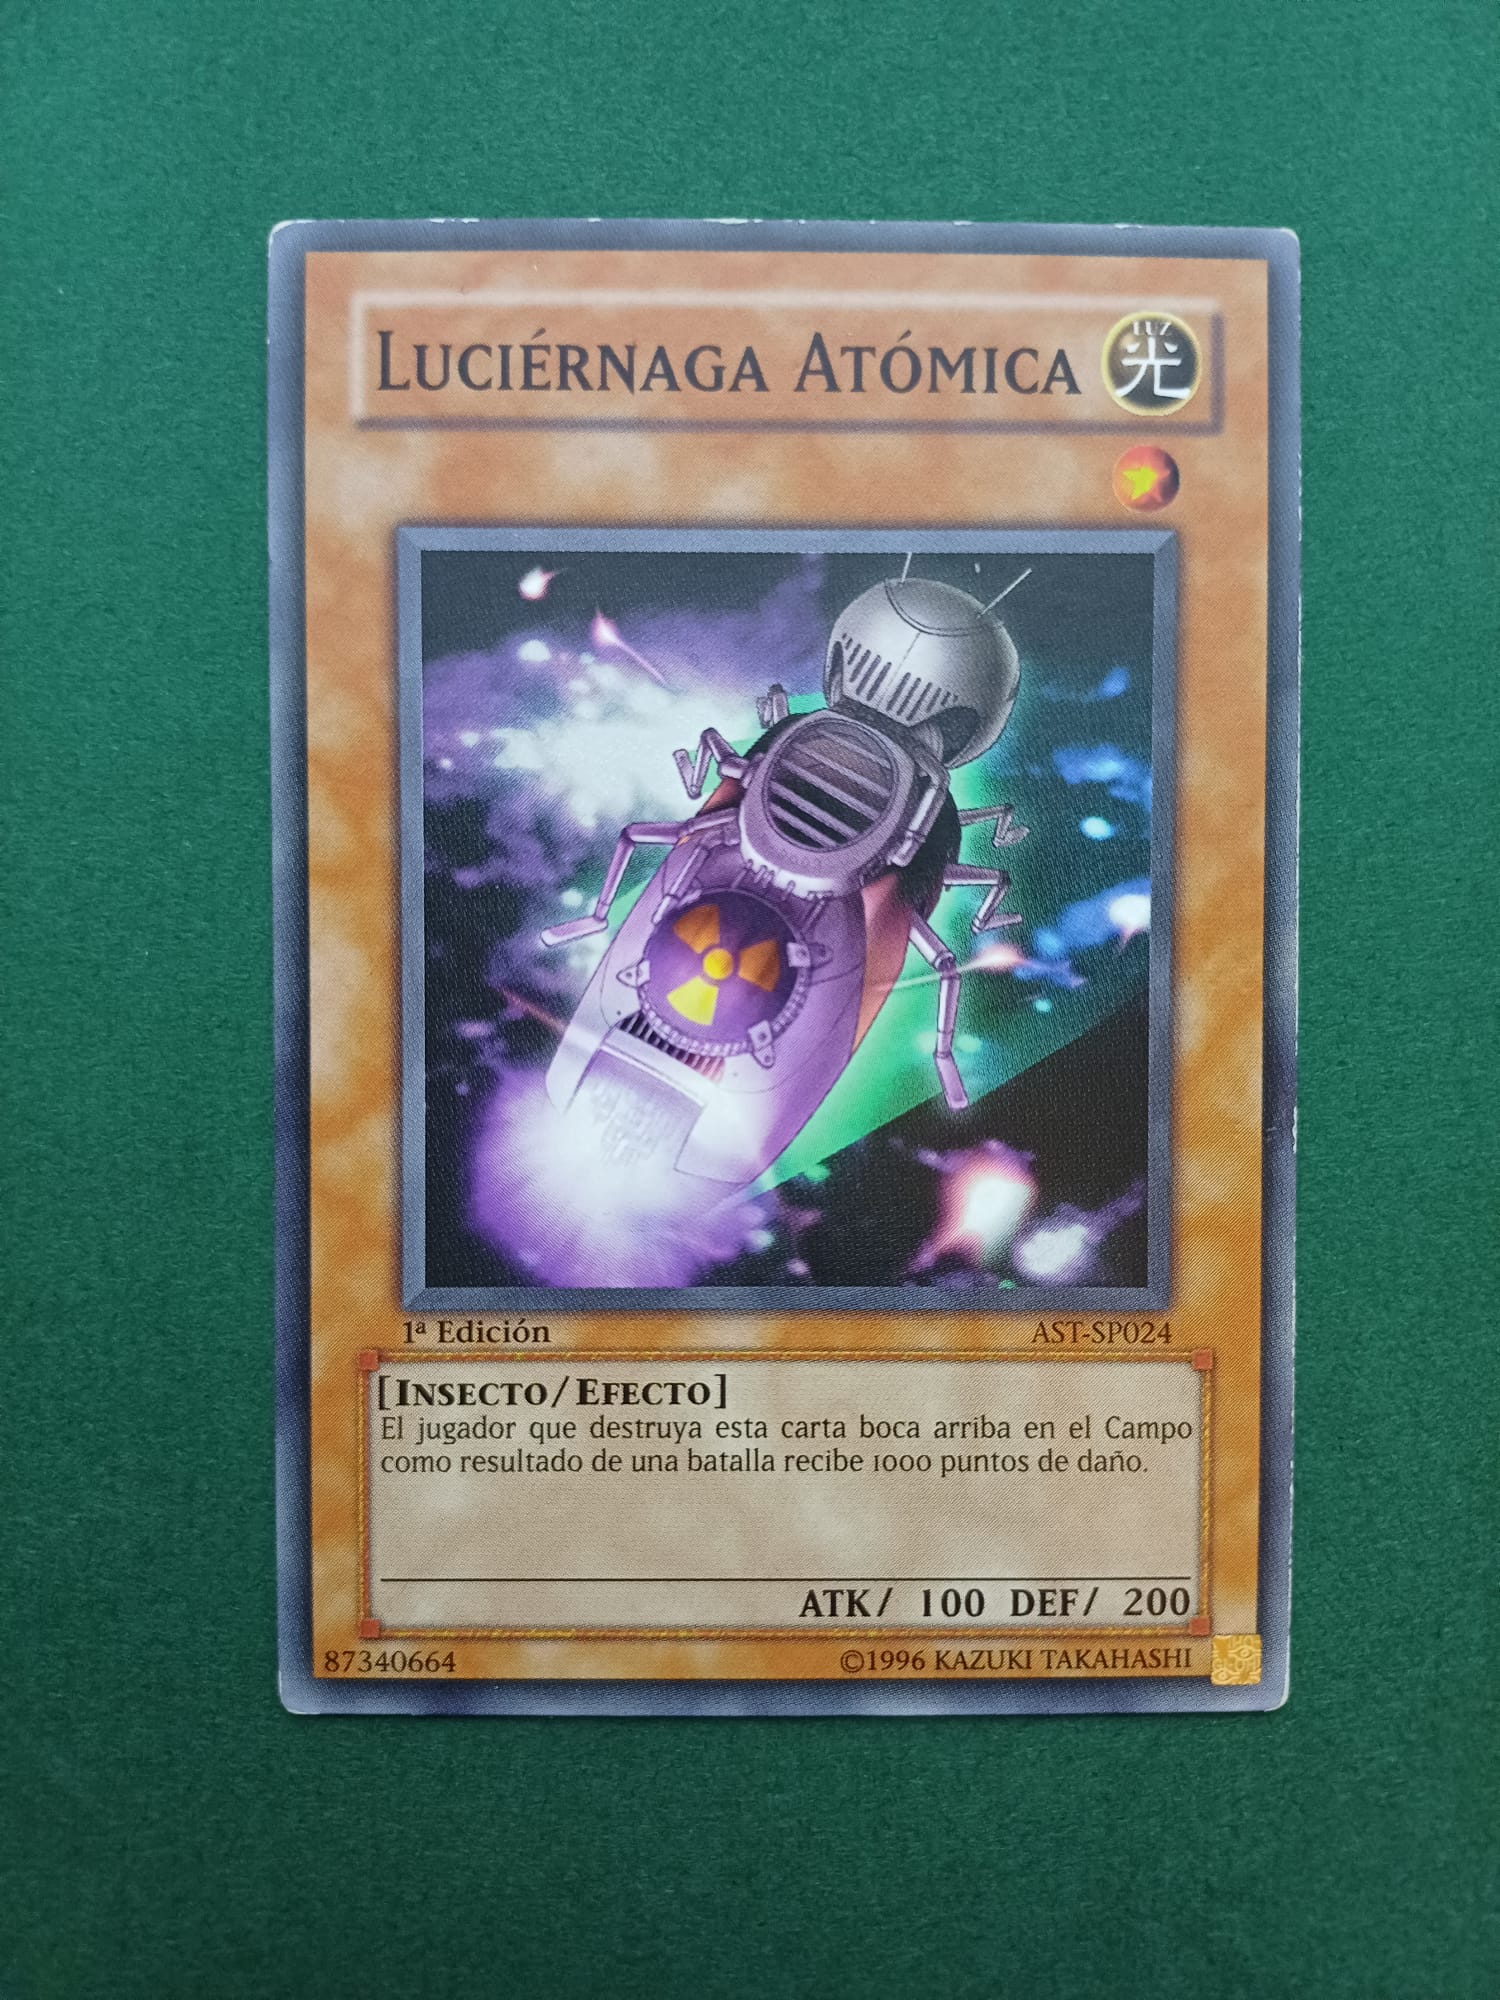 Luciérnaga Atómica
LUZ
光
1ª Edición
AST-SP024
[Insecto/Efecto]
El jugador que destruya esta carta boca arriba en el Campo
como resultado de una batalla recibe 1000 puntos de daño.
ATK/ 100 DEF/ 200
87340664
©1996 KAZUKI TAKAHASHI